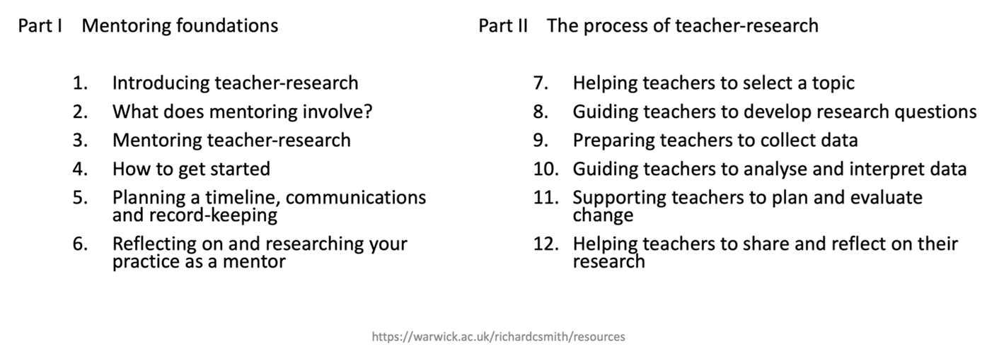 Part I Mentoring foundations
1. Introducing teacher-research
2. What does mentoring involve?
3. Mentoring teacher-research
4. How to get started
5. Planning a timeline, communications
and record-keeping
6. Reflecting on and researching your
practice as a mentor
Part II The process of teacher-research
7. Helping teachers to select a topic
8. Guiding teachers to develop research questions
9. Preparing teachers to collect data
10. Guiding teachers to analyse and interpret data
11. Supporting teachers to plan and evaluate
change
12. Helping teachers to share and reflect on their
research
https://warwick.ac.uk/richardcsmith/resources